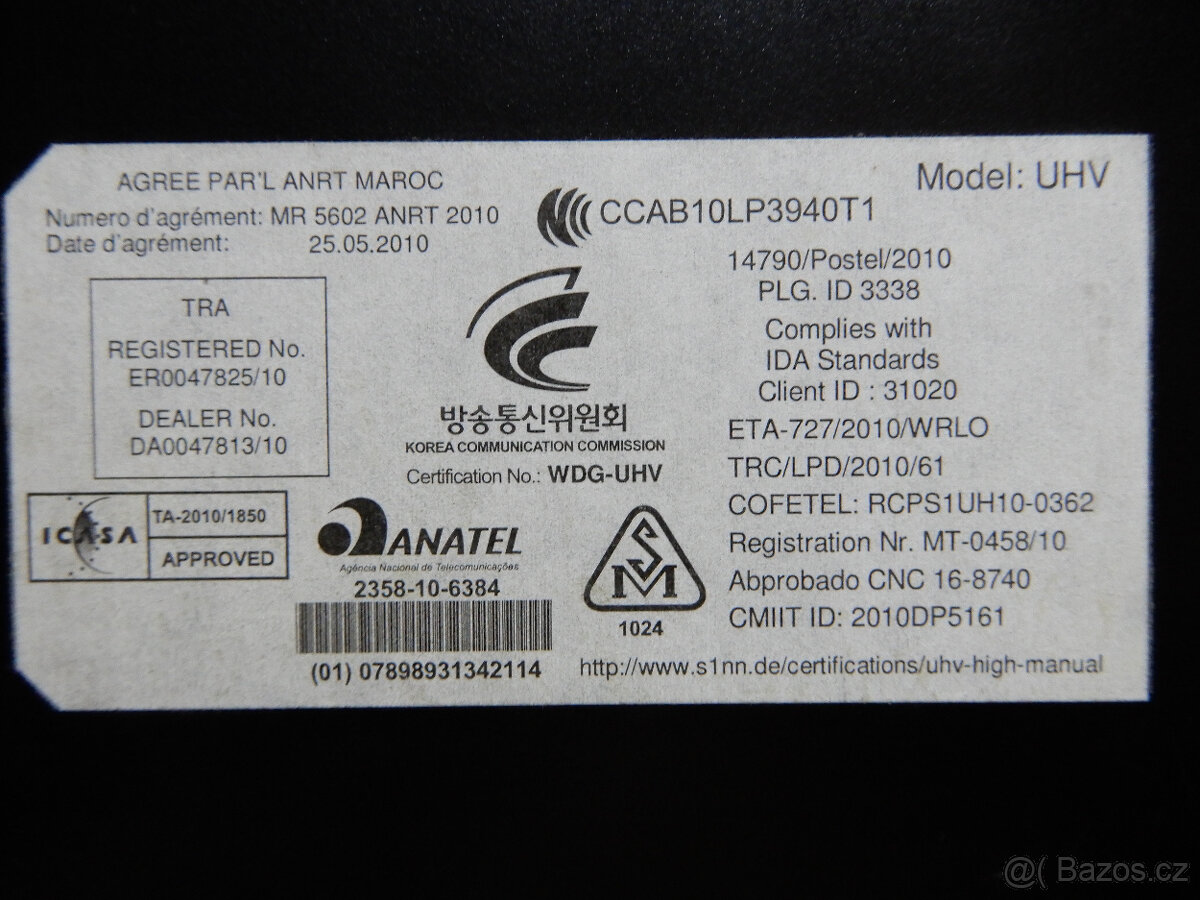 AGREE PAR'L ANRT MAROC
Numero d'agrément: MR 5602 ANRT 2010
Date d'agrément: 25.05.2010
TRA
REGISTERED No.
ER0047825/10
DEALER No.
DA0047813/10
ICASA
TA-2010/1850
APPROVED
CCAB10LP3940T1
방송통신위원회
KOREA COMMUNICATION COMMISSION
Certification No.: WDG-UHV
ANATEL
Agência Nacional de Telecomunicações
2358-10-6384
(01) 07898931342114
SM
1024
Model: UHV
14790/Postel/2010
PLG. ID 3338
Complies with
IDA Standards
Client ID : 31020
ETA-727/2010/WRLO
TRC/LPD/2010/61
COFETEL: RCPS1UH10-0362
Registration Nr. MT-0458/10
Abprobado CNC 16-8740
CMIIT ID: 2010DP5161
http://www.s1nn.de/certifications/uhv-high-manual
@( Bazos.cz